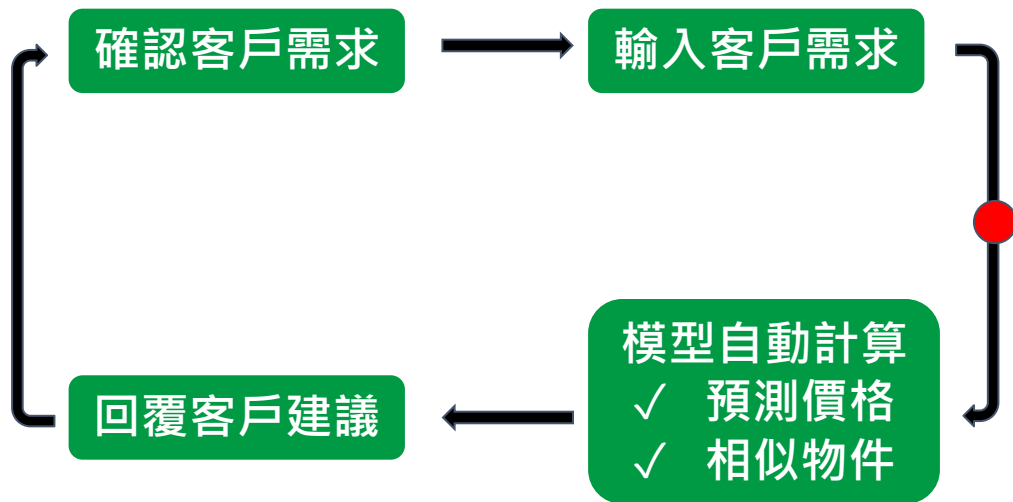 確認客戶需求
輸入客戶需求
模型自動計算
✓ 預測價格
✓ 相似物件
回覆客戶建議